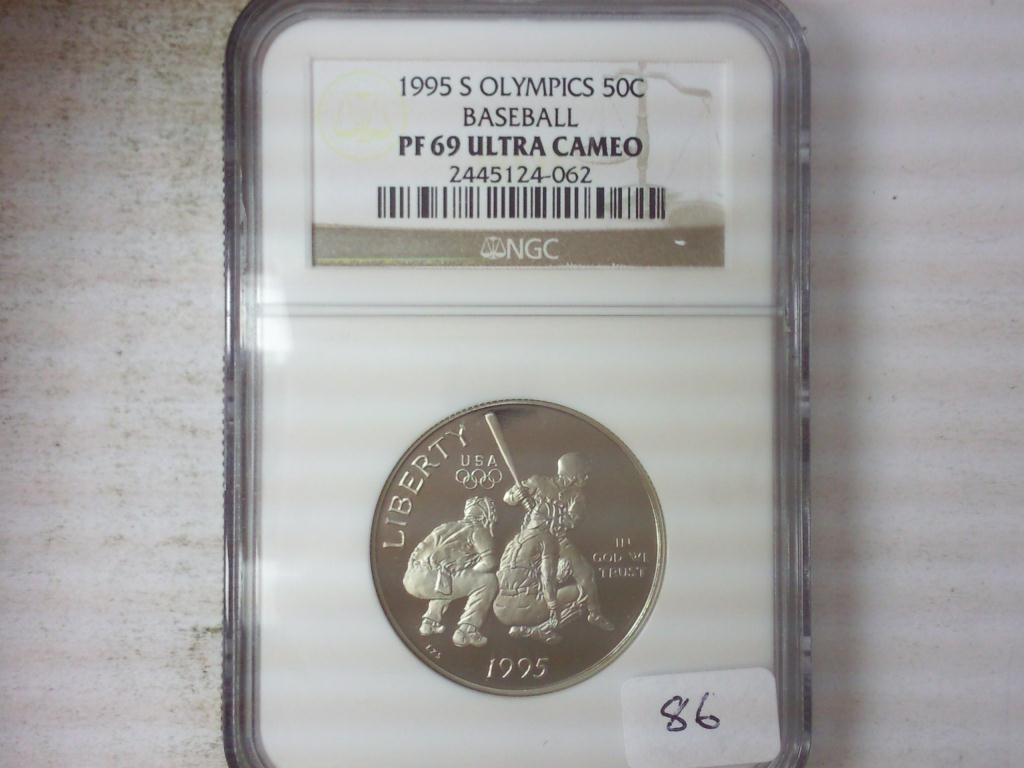 1995 S OLYMPICS 50C
BASEBALL
PF 69 ULTRA CAMEO
2445124-062
NGC
LIBERTY
USA
IN
GOD WE
TRUST
1995
86